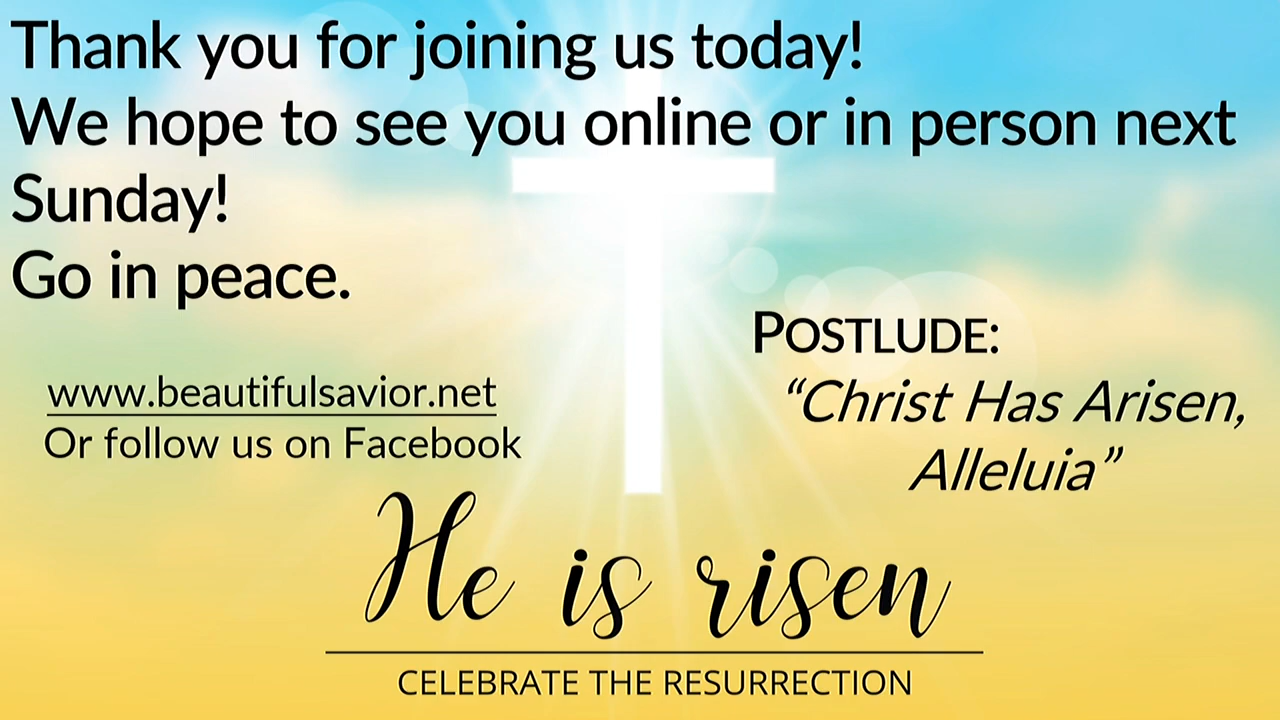 Thank you for joining us today!
We hope to see you online or in person next
Sunday!
Go in peace.
www.beautifulsavior.net
Or follow us on Facebook
POSTLUDE:
“Christ Has Arisen,
Alleluia”
He is risen
CELEBRATE THE RESURRECTION